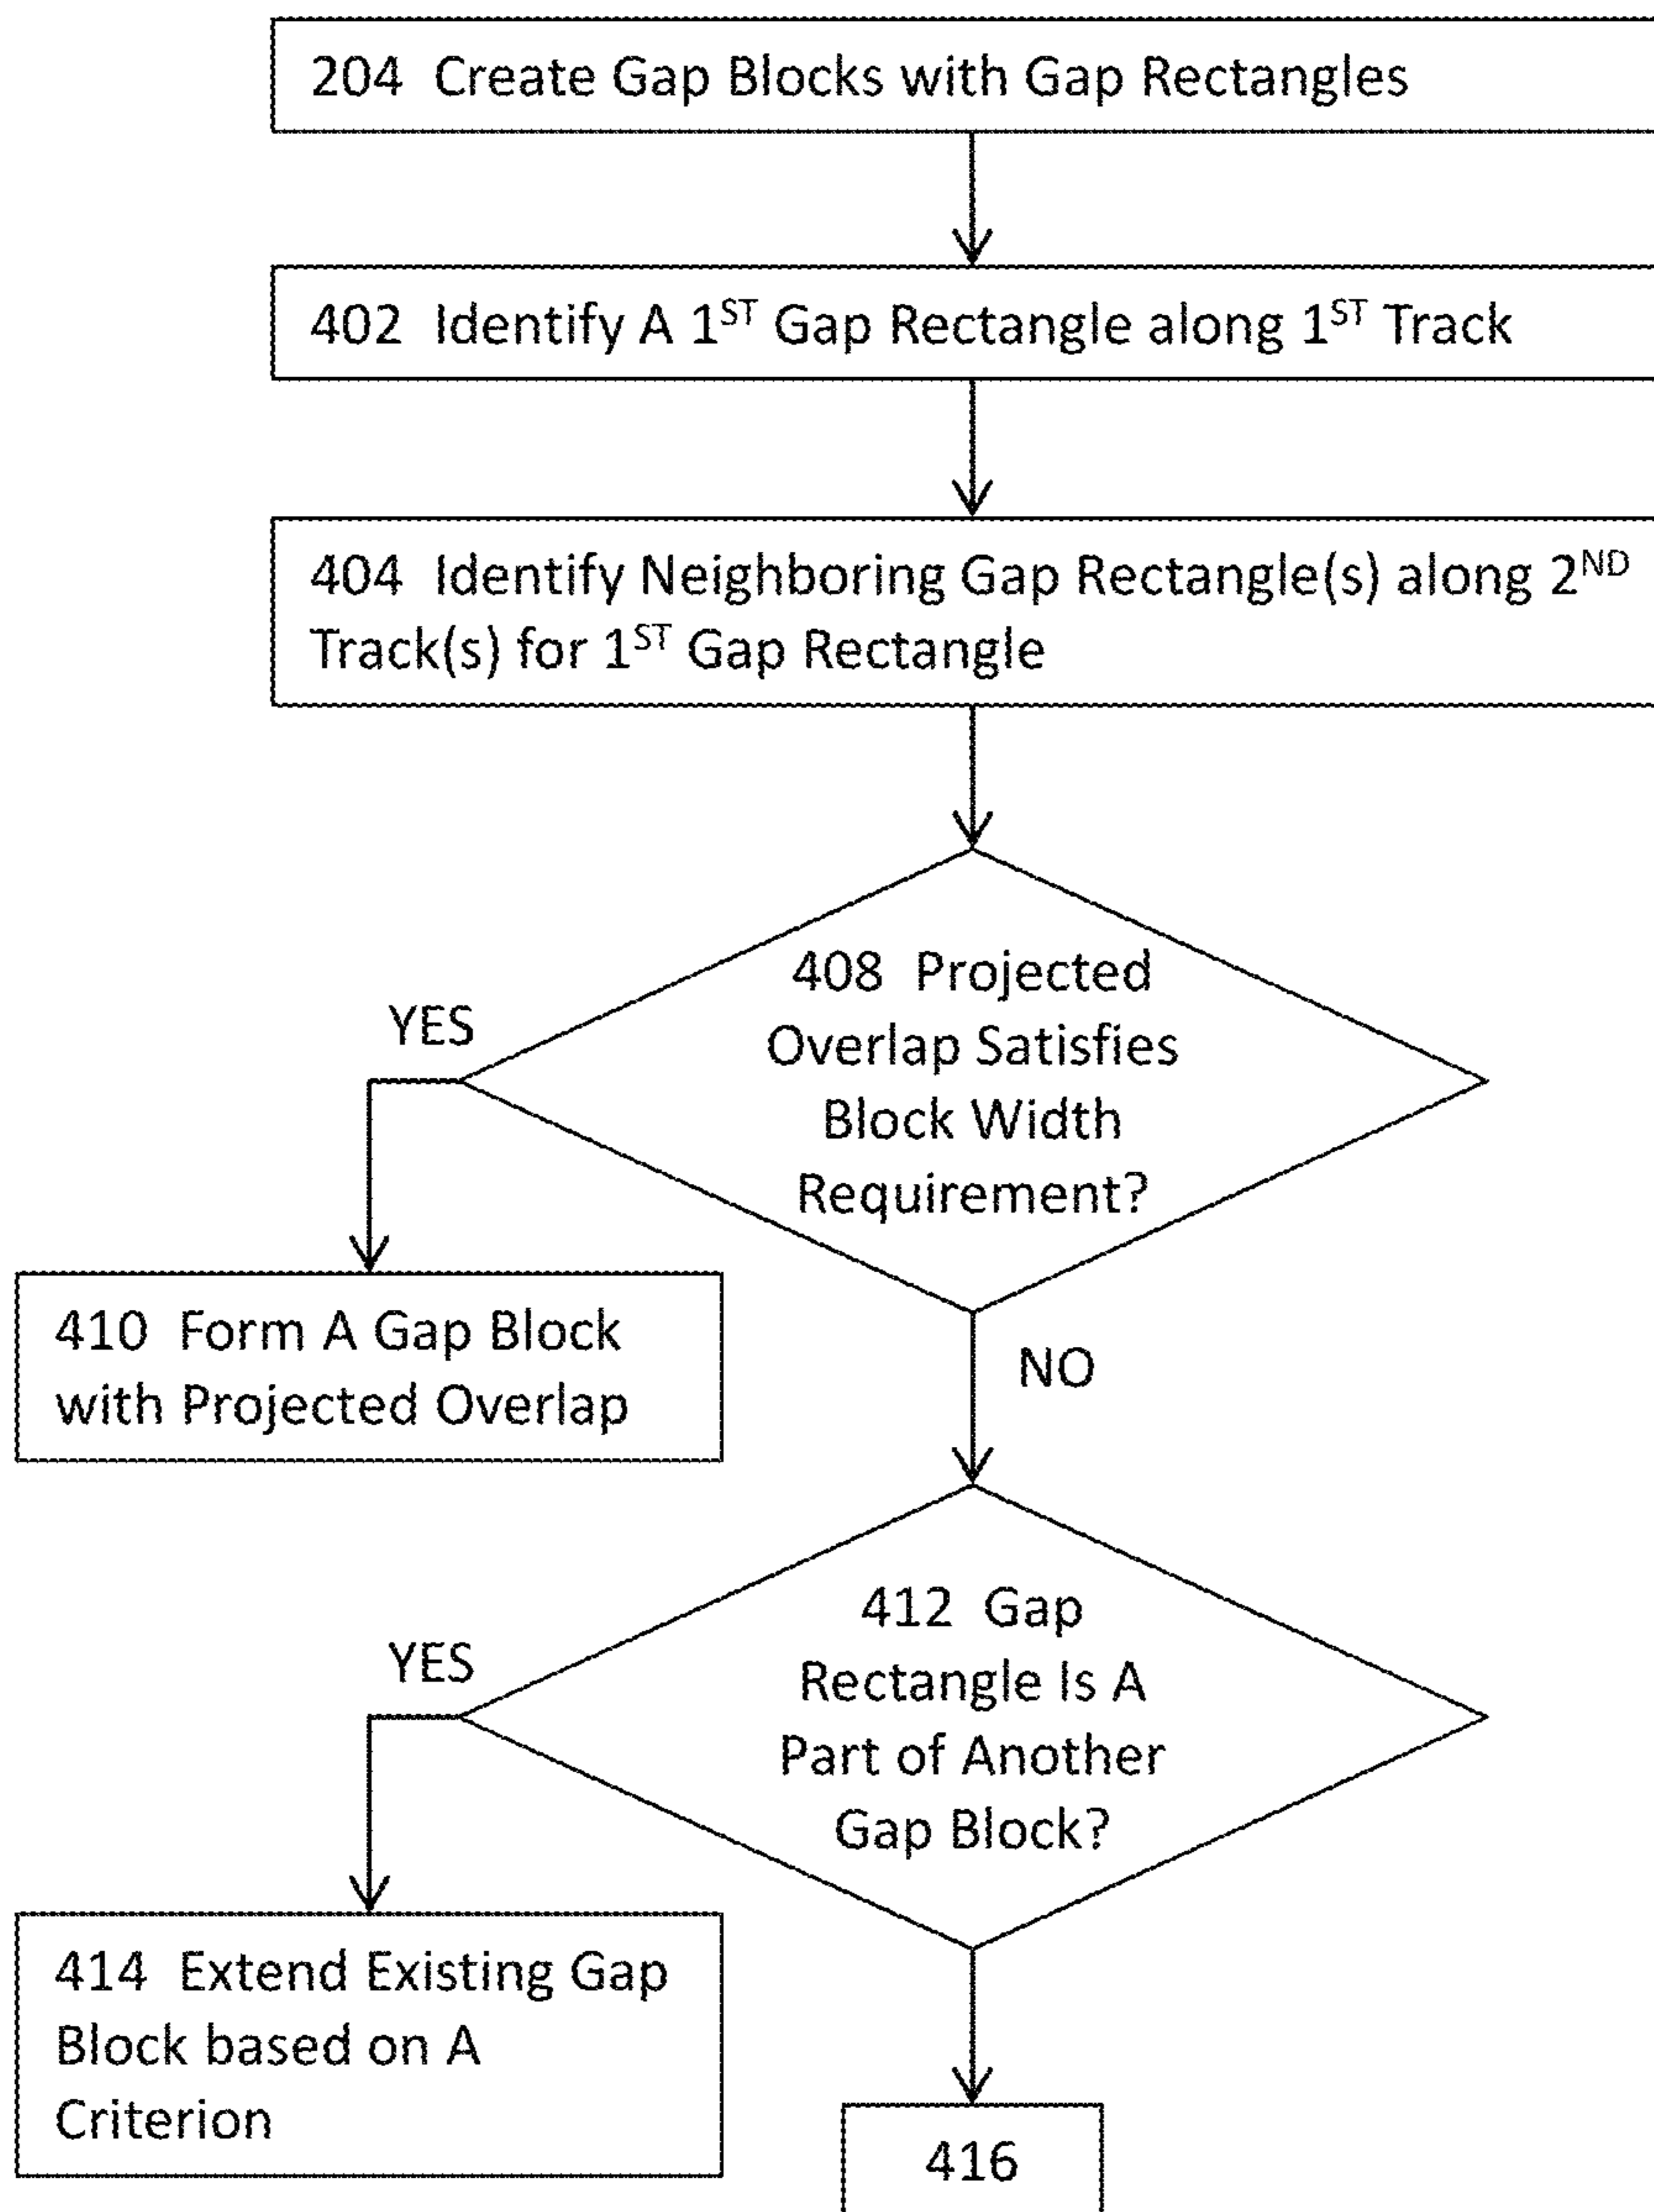 204 Create Gap Blocks with Gap Rectangles
402 Identify A 1ST Gap Rectangle along 1ST Track
404 Identify Neighboring Gap Rectangle(s) along 2ND
Track(s) for 1ST Gap Rectangle
408 Projected
Overlap Satisfies
Block Width
Requirement?
YES
410 Form A Gap Block
with Projected Overlap
NO
412 Gap
Rectangle Is A
Part of Another
Gap Block?
YES
414 Extend Existing Gap
Block based on A
Criterion
416